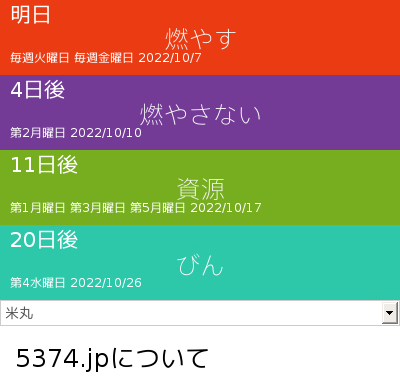 明日
燃やす
毎週火曜日 毎週金曜日 2022/10/7
4日後
燃やさない
第2月曜日 2022/10/10
11日後
資源
第1月曜日 第3月曜日 第5月曜日 2022/10/17
20日後
びん
第4水曜日 2022/10/26
米丸
5374.jpについて